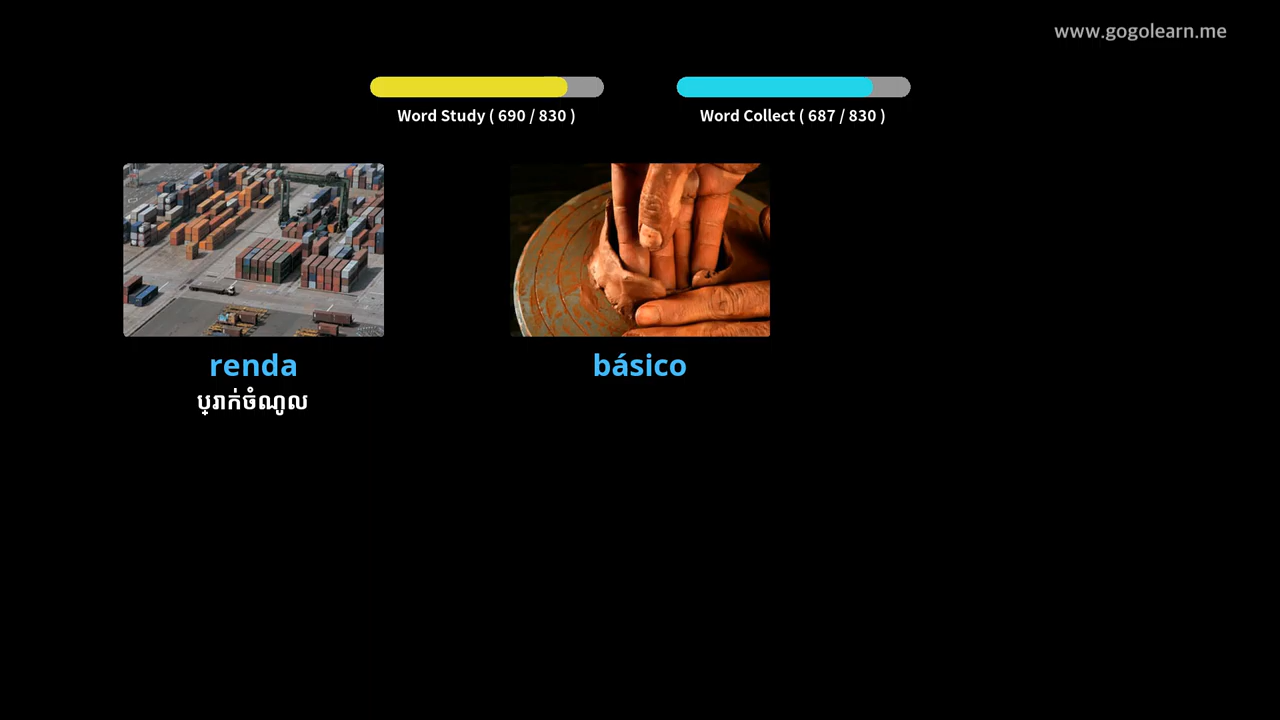 www.gogolearn.me
Word Study ( 690 / 830 )
Word Collect ( 687 / 830 )
renda
ប្រាក់ចំណូល
básico